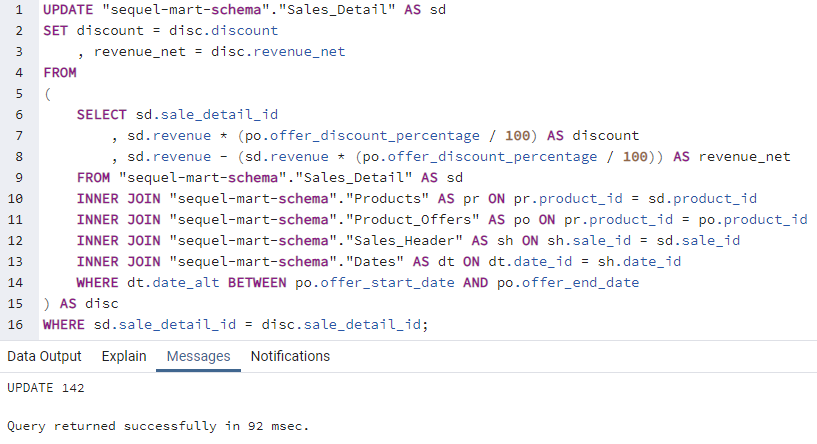 1 UPDATE "sequel-mart-schema"."Sales_Detail" AS sd
2 SET discount = disc.discount
3 , revenue_net = disc.revenue_net
4 FROM
5 (
6 SELECT sd.sale_detail_id
7 , sd.revenue * (po.offer_discount_percentage / 100) AS discount
8 , sd.revenue - (sd.revenue * (po.offer_discount_percentage / 100)) AS revenue_net
9 FROM "sequel-mart-schema"."Sales_Detail" AS sd
10 INNER JOIN "sequel-mart-schema"."Products" AS pr ON pr.product_id = sd.product_id
11 INNER JOIN "sequel-mart-schema"."Product_Offers" AS po ON pr.product_id = po.product_id
12 INNER JOIN "sequel-mart-schema"."Sales_Header" AS sh ON sh.sale_id = sd.sale_id
13 INNER JOIN "sequel-mart-schema"."Dates" AS dt ON dt.date_id = sh.date_id
14 WHERE dt.date_alt BETWEEN po.offer_start_date AND po.offer_end_date
15 ) AS disc
16 WHERE sd.sale_detail_id = disc.sale_detail_id;
Data Output Explain Messages Notifications
UPDATE 142
Query returned successfully in 92 msec.